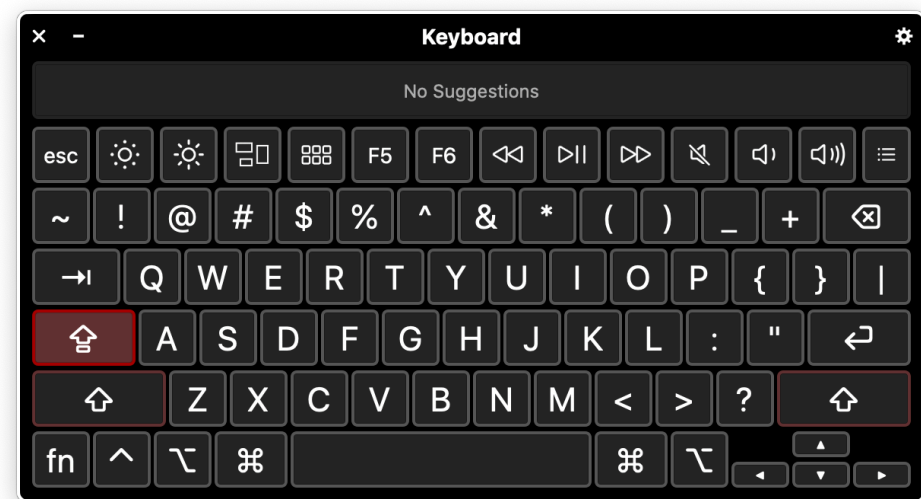 Keyboard
No Suggestions
esc F5 F6
~ ! @ # $ % ^ & * ( ) _ +
Q W E R T Y U I O P { } |
A S D F G H J K L : "
Z X C V B N M < > ?
fn ^ ⌥ ⌘ ⌘ ⌥